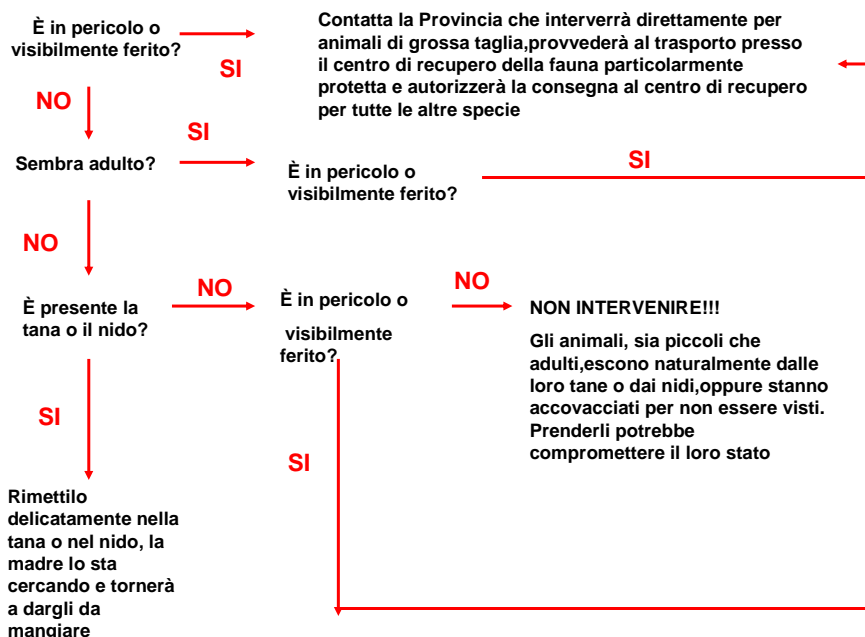 È in pericolo o
visibilmente ferito?
SI
Contatta la Provincia che interverrà direttamente per
animali di grossa taglia,provvederà al trasporto presso
il centro di recupero della fauna particolarmente
protetta e autorizzerà la consegna al centro di recupero
per tutte le altre specie
NO
Sembra adulto?
SI
È in pericolo o
visibilmente ferito?
SI
NO
È presente la
tana o il nido?
NO
È in pericolo o
visibilmente
ferito?
NO
NON INTERVENIRE!!!
Gli animali, sia piccoli che
adulti,escono naturalmente dalle
loro tane o dai nidi,oppure stanno
accovacciati per non essere visti.
Prenderli potrebbe
compromettere il loro stato
SI
SI
Rimettilo
delicatamente nella
tana o nel nido, la
madre lo sta
cercando e tornerà
a dargli da
mangiare